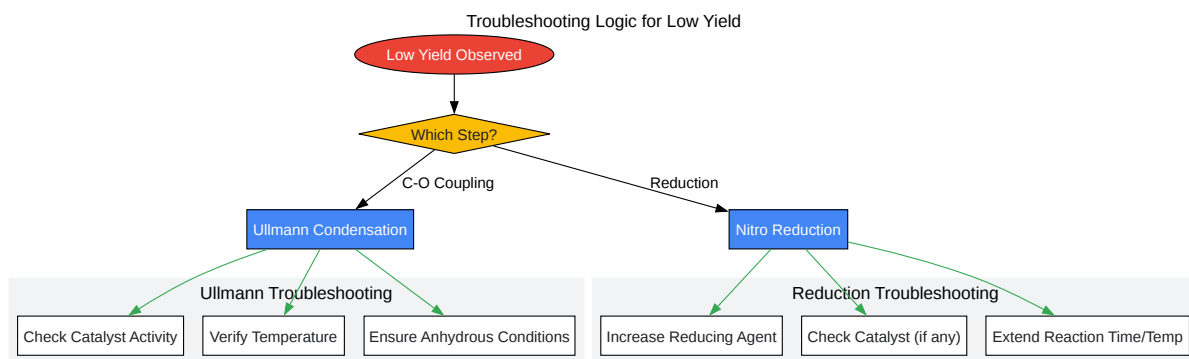 Troubleshooting Logic for Low Yield
Low Yield Observed
Which Step?
C-O Coupling
Reduction
Ullmann Condensation
Nitro Reduction
Ullmann Troubleshooting
Reduction Troubleshooting
Check Catalyst Activity
Verify Temperature
Ensure Anhydrous Conditions
Increase Reducing Agent
Check Catalyst (if any)
Extend Reaction Time/Temp